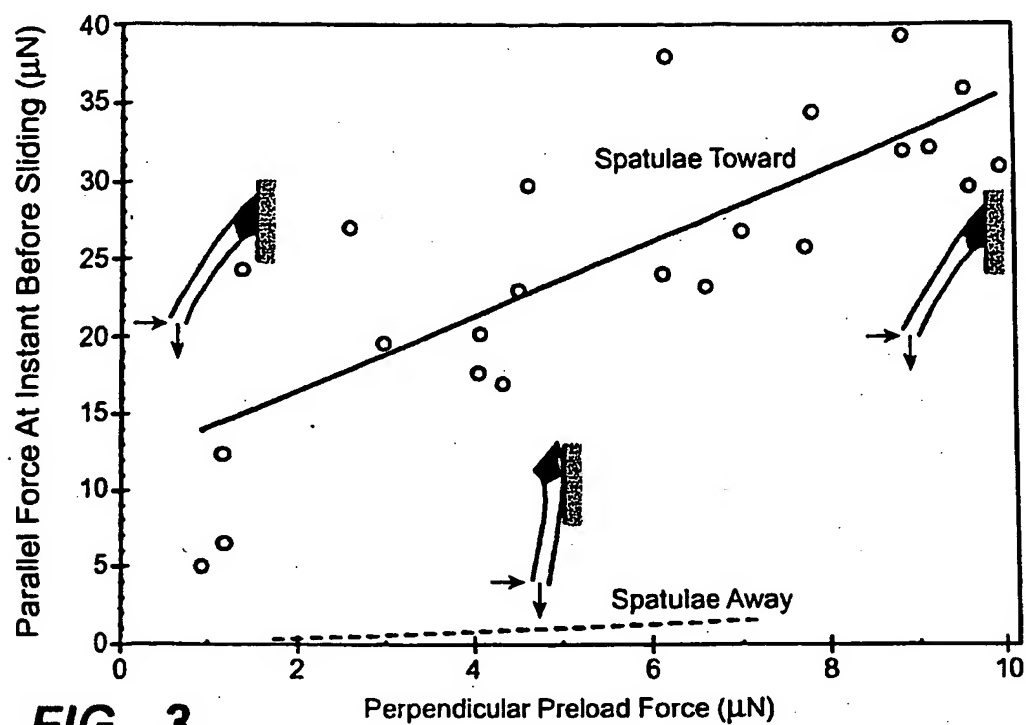 40
35
30
25
20
15
10
5
0
Parallel Force At Instant Before Sliding (μN)
Spatulae Toward
Spatulae Away
0 2 4 6 8 10
Perpendicular Preload Force (μN)
FIG. 3